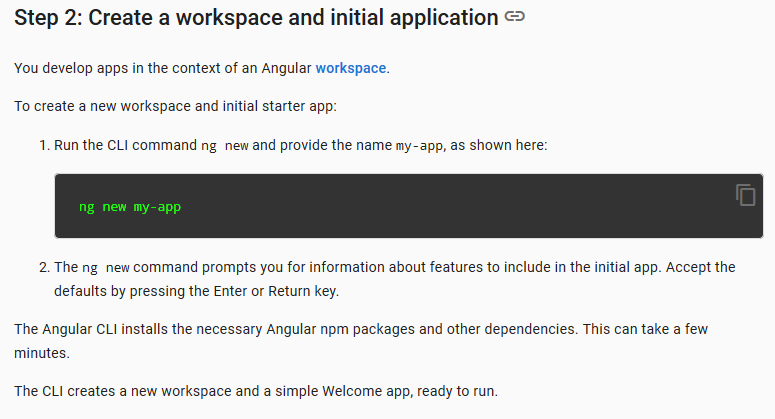 Step 2: Create a workspace and initial application
You develop apps in the context of an Angular workspace.
To create a new workspace and initial starter app:
1. Run the CLI command ng new and provide the name my-app, as shown here:
ng new my-app
2. The ng new command prompts you for information about features to include in the initial app. Accept the
defaults by pressing the Enter or Return key.
The Angular CLI installs the necessary Angular npm packages and other dependencies. This can take a few
minutes.
The CLI creates a new workspace and a simple Welcome app, ready to run.